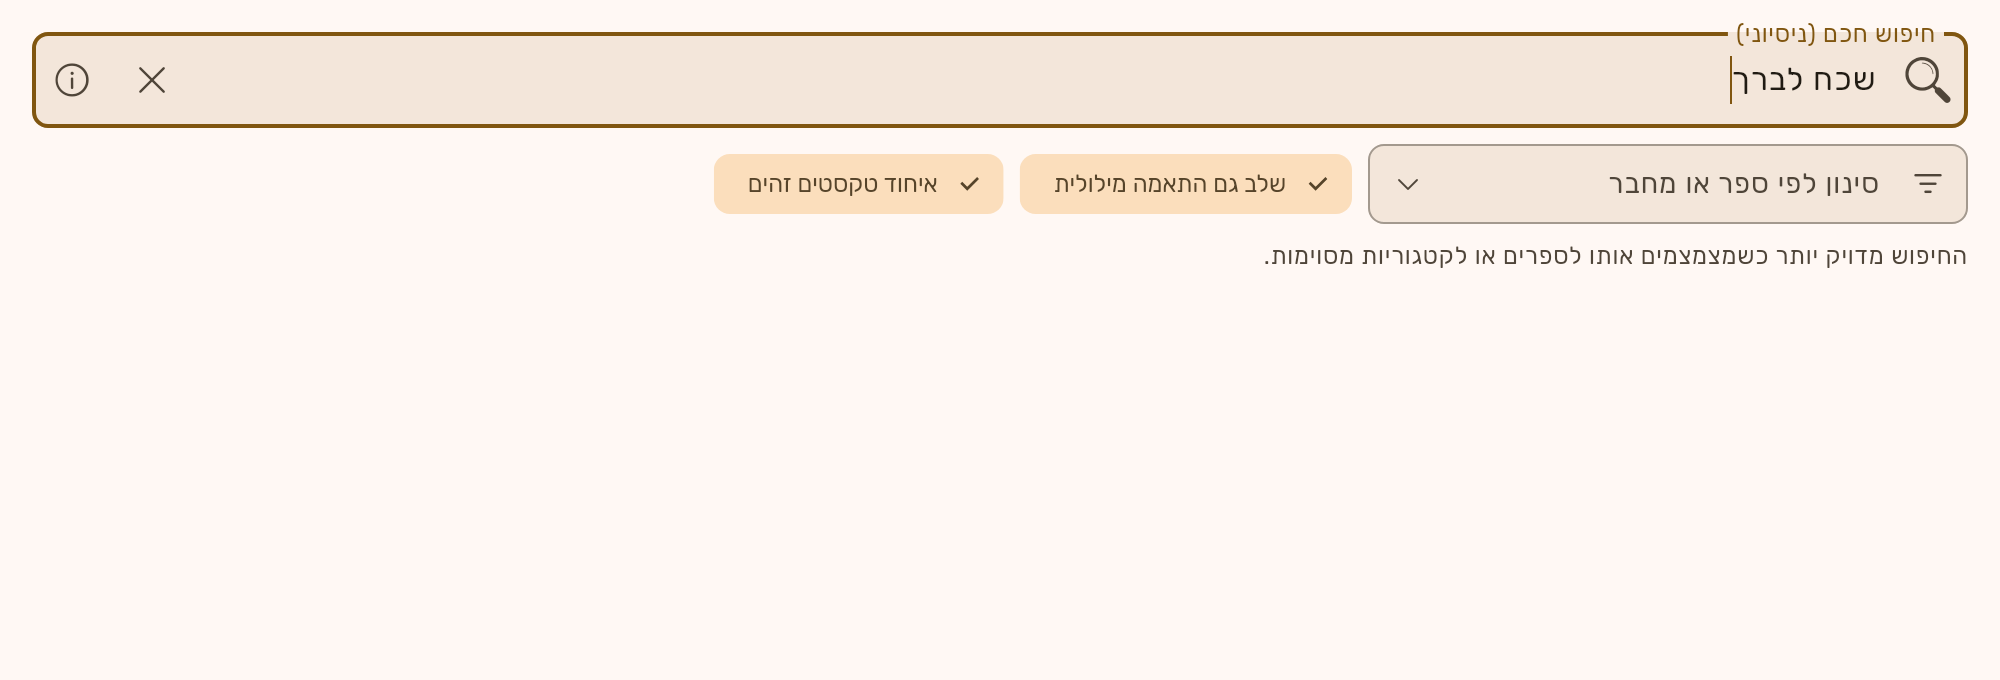 חיפוש חכם (ניסיוני)
שכח לברך
סינון לפי ספר או מחבר
שלב גם התאמה מילולית
איחוד טקסטים זהים
החיפוש מדויק יותר כשמצמצמים אותו לספרים או לקטגוריות מסוימות.